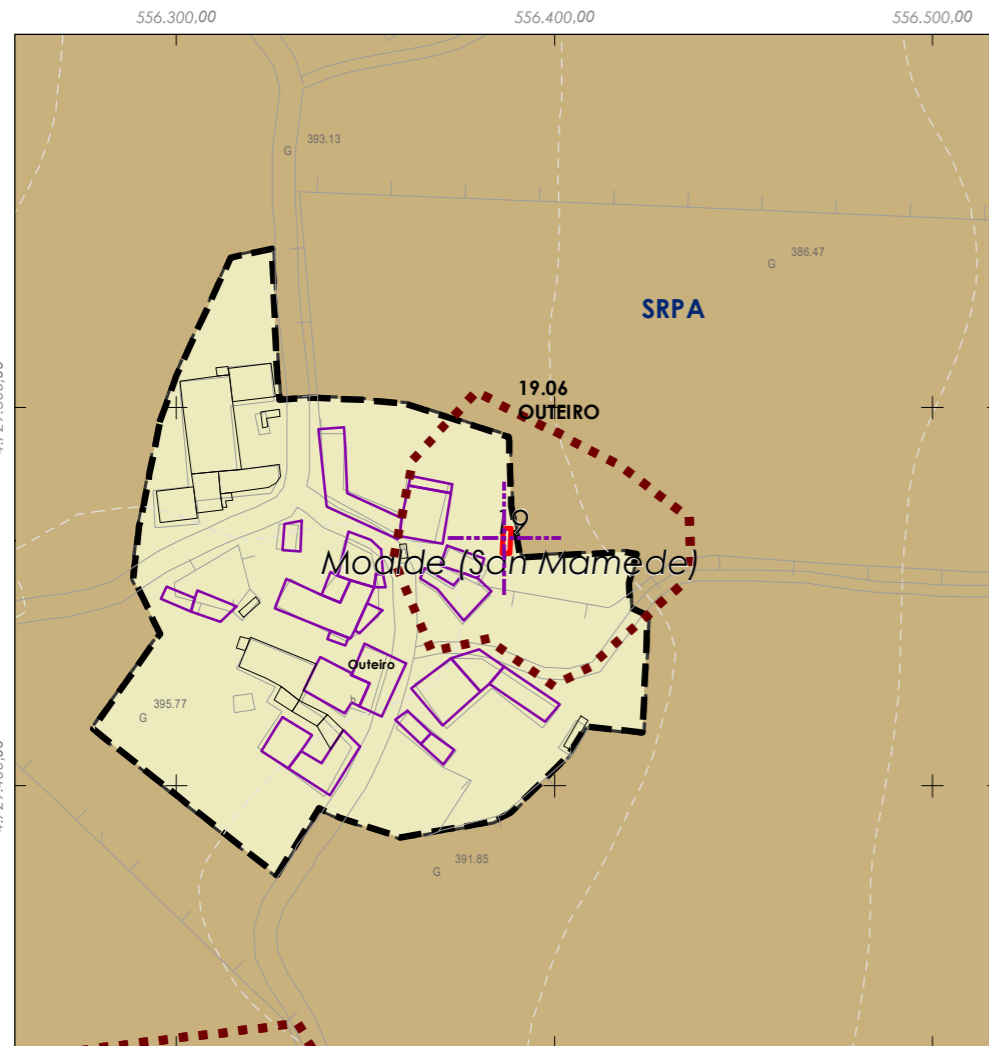 556.300,00
556.400,00
556.500,00
393.13
G
386.47
G
SRPA
19.06
OUTEIRO
19
Moalde (San Mamede)
Outeiro
395.77
G
391.85
G